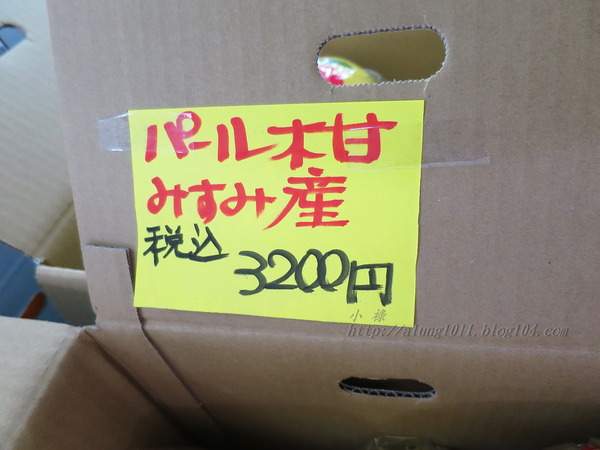 パール柑
みすみ産
税込
3200円
小祿
http://alung1011.blog104.com